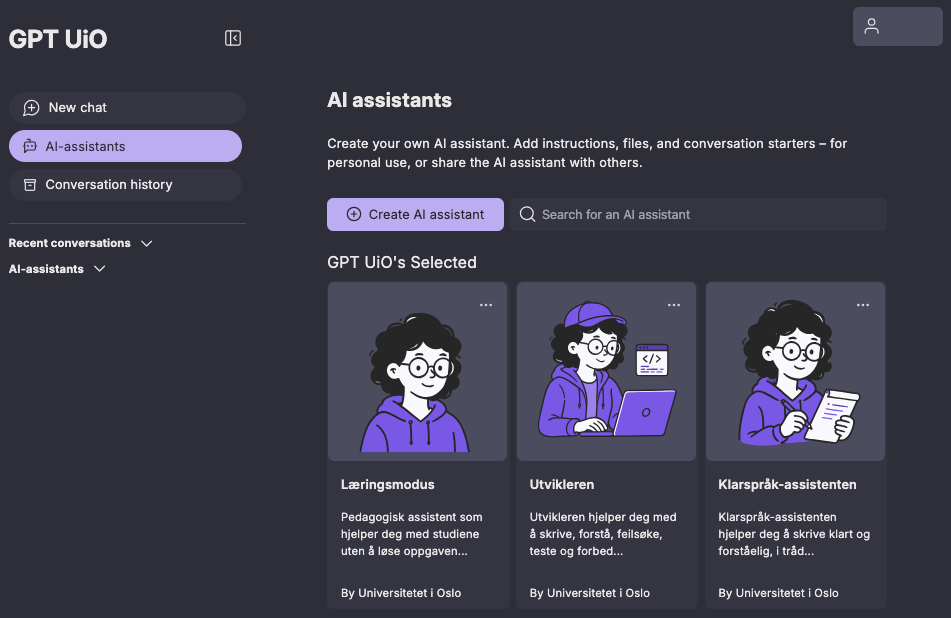 GPT UiO
New chat
AI-assistants
Conversation history
Recent conversations
AI-assistants
AI assistants
Create your own AI assistant. Add instructions, files, and conversation starters – for
personal use, or share the AI assistant with others.
Create AI assistant
Search for an AI assistant
GPT UiO's Selected
</>
Læringsmodus
Pedagogisk assistent som
hjelper deg med studiene
uten å løse oppgaven...
By Universitetet i Oslo
Utvikleren
Utvikleren hjelper deg med
å skrive, forstå, feilsøke,
teste og forbed...
By Universitetet i Oslo
Klarspråk-assistenten
Klarspråk-assistenten
hjelper deg å skrive klart og
forståelig, i tråd...
By Universitetet i Oslo